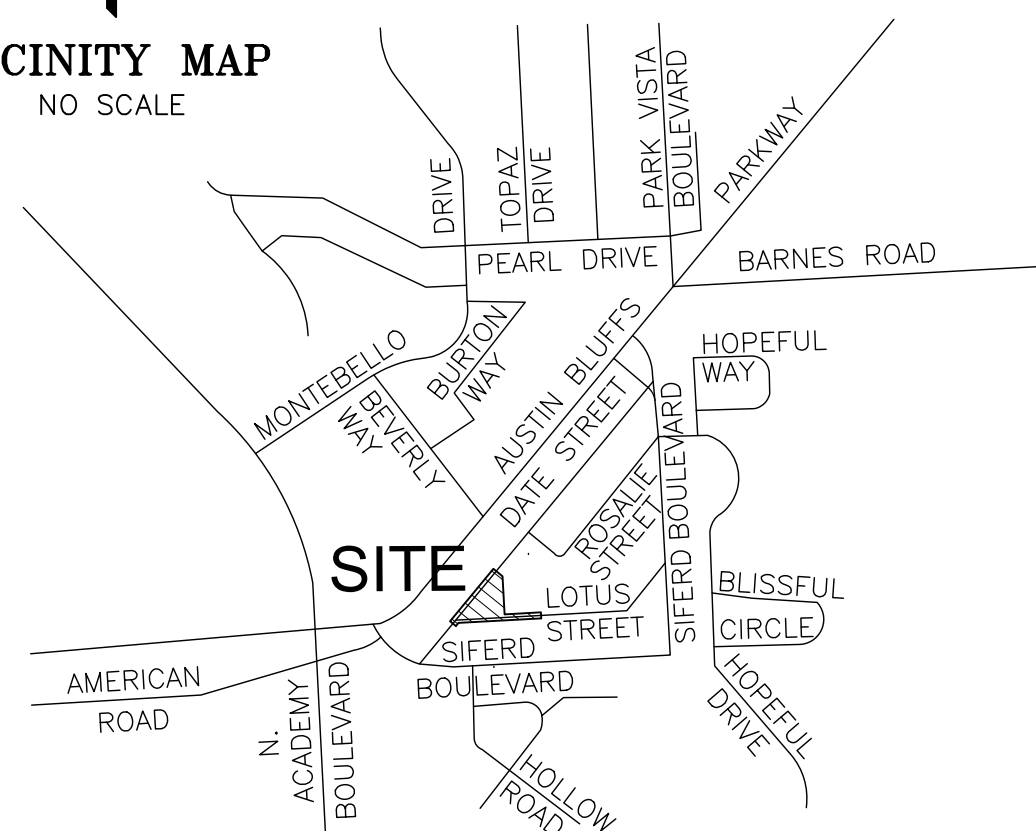 CINITY MAP
NO SCALE
DRIVE
TOPAZ
DRIVE
PARK VISTA
BOULEVARD
PARKWAY
PEARL DRIVE
BARNES ROAD
MONTEBELLO
BURTON
WAY
BEVERLY
WAY
AUSTIN BLUFFS
DATE STREET
HOPEFUL
WAY
ROSALIE
STREET
SIFERD BOULEVARD
SITE
LOTUS
STREET
BLISSFUL
CIRCLE
SIFERD
BOULEVARD
AMERICAN
ROAD
N.
ACADEMY
BOULEVARD
HOPEFUL
DRIVE
HOLLOW
ROAD